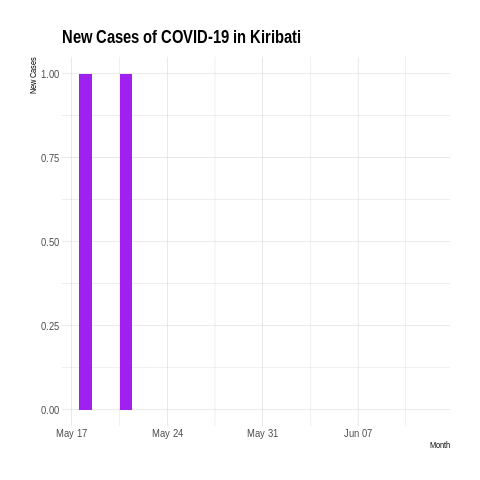 New Cases of COVID-19 in Kiribati
New Cases
1.00
0.75
0.50
0.25
0.00
May 17
May 24
May 31
Jun 07
Month